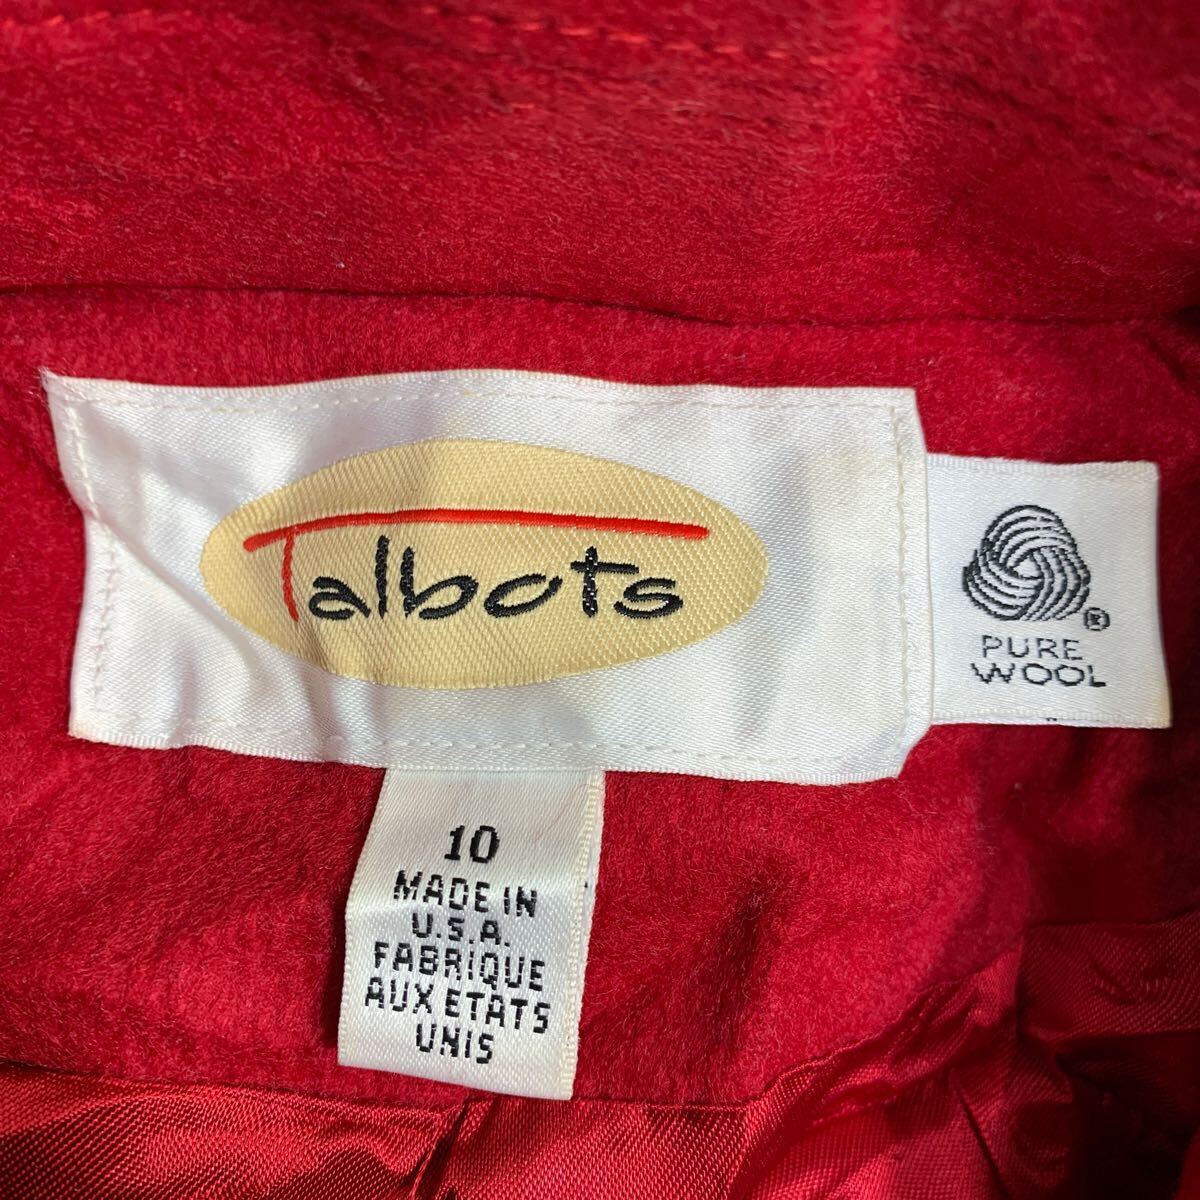 Talbots
®
PURE
WOOL
10
MADE IN
U.S.A.
FABRIQUE
AUX ETATS
UNIS